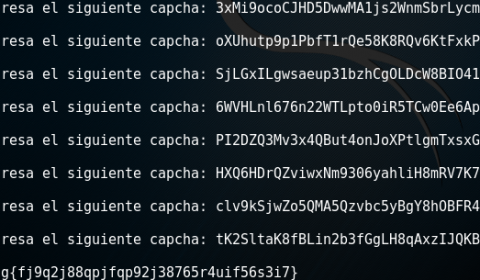 resa el siguiente capcha: 3xMi9ocoCJHD5DwwMA1js2WnmSbrLycm
resa el siguiente capcha: oXUhutp9p1PbfT1rQe58K8RQv6KtFxkP
resa el siguiente capcha: SjLGxILgwsaeup31bzhCgOLDcW8BIO41
resa el siguiente capcha: 6WVHLnl676n22WTLpto0iR5TCw0Ee6Ap
resa el siguiente capcha: PI2DZQ3Mv3x4QBut4onJoXPtlgmTxsxG
resa el siguiente capcha: HXQ6HDrQZviwxNm9306yahliH8mRV7K7
resa el siguiente capcha: clv9kSjwZo5QMA5Qzvbc5yBgY8hOBFR4
resa el siguiente capcha: tK2SltaK8fBLin2b3fGgLH8qAxzIJQKB
g{fj9q2j88qpjfqp92j38765r4uif56s3i7}